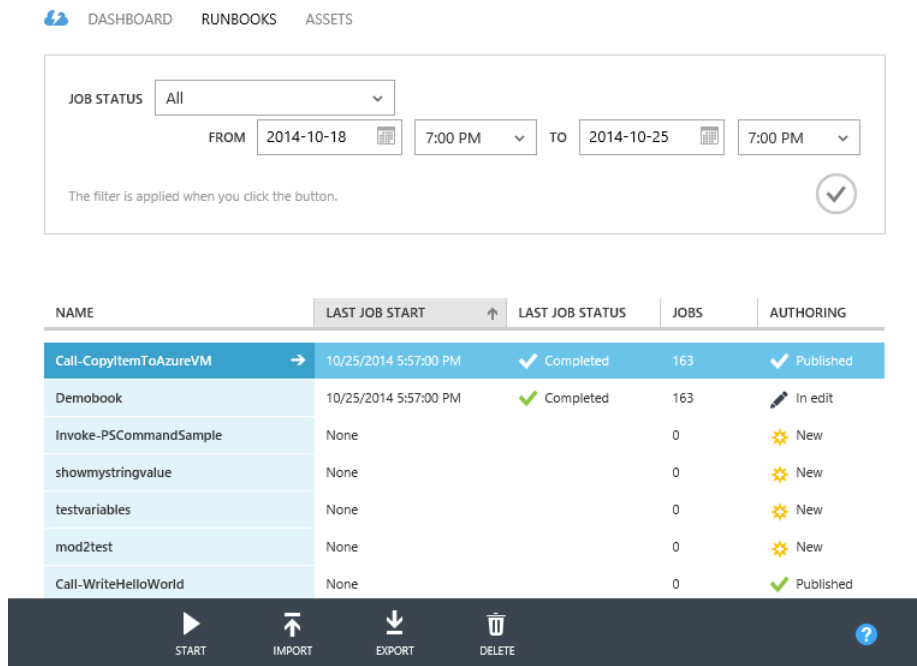 DASHBOARD RUNBOOKS ASSETS
JOB STATUS All
FROM 2014-10-18 7:00 PM TO 2014-10-25 7:00 PM
The filter is applied when you click the button.
NAME LAST JOB START LAST JOB STATUS JOBS AUTHORING
Call-CopyItemToAzureVM 10/25/2014 5:57:00 PM Completed 163 Published
Demobook 10/25/2014 5:57:00 PM Completed 163 In edit
Invoke-PSCommandSample None 0 New
showmystringvalue None 0 New
testvariables None 0 New
mod2test None 0 New
Call-WriteHelloWorld None 0 Published
START IMPORT EXPORT DELETE ?